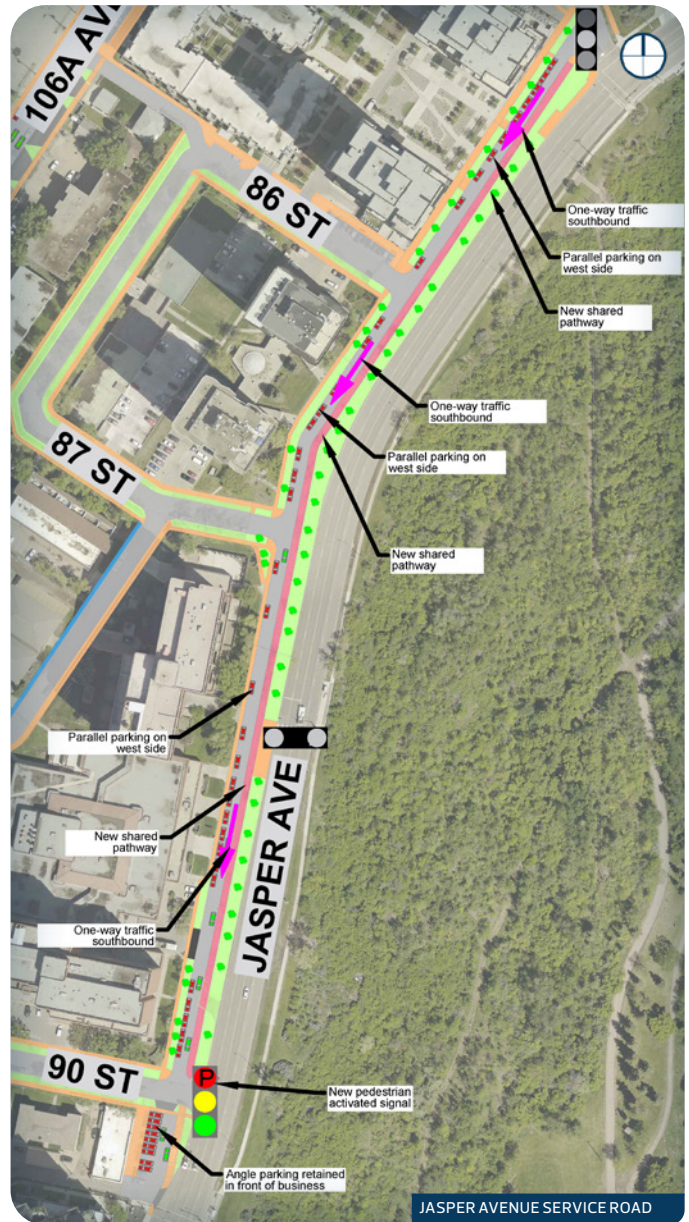 106A AVE
86 ST
One-way traffic
southbound
Parallel parking on
west side
New shared
pathway
One-way traffic
southbound
Parallel parking on
west side
87 ST
New shared
pathway
Parallel parking on
west side
New shared
pathway
JASPER AVE
One-way traffic
southbound
90 ST
P
New pedestrian
activated signal
Angle parking retained
in front of business
JASPER AVENUE SERVICE ROAD